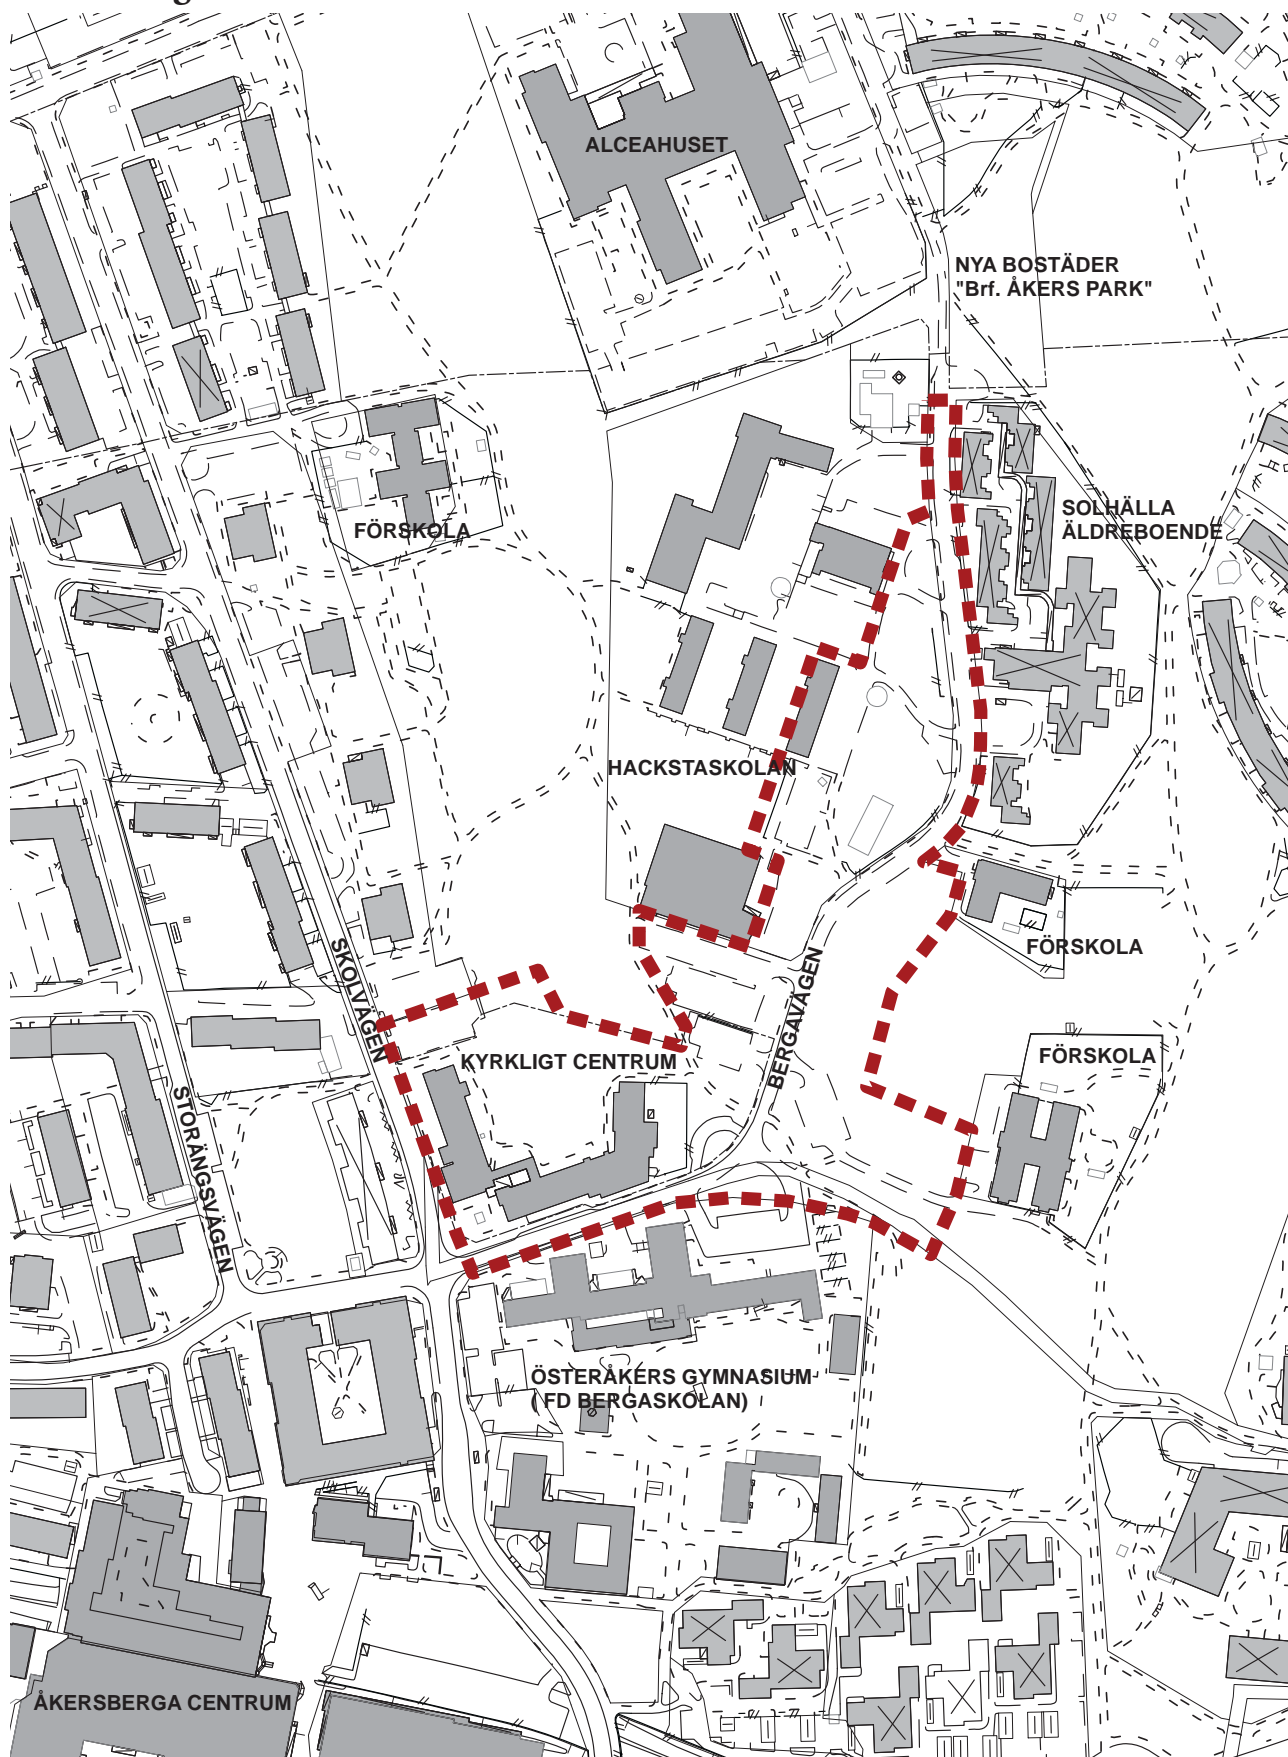 ALCEAHUSET
NYA BOSTÄDER
"Brf. ÅKERS PARK"
SOLHÄLLA
ÄLDREBOENDE
FÖRSKOLA
HACKSTASKOLAN
FÖRSKOLA
SKOLVÄGEN
BERGAVÄGEN
KYRKLIGT CENTRUM
FÖRSKOLA
STORÄNGSVÄGEN
ÖSTERÅKERS GYMNASIUM
( FD BERGASKOLAN)
ÅKERSBERGA CENTRUM